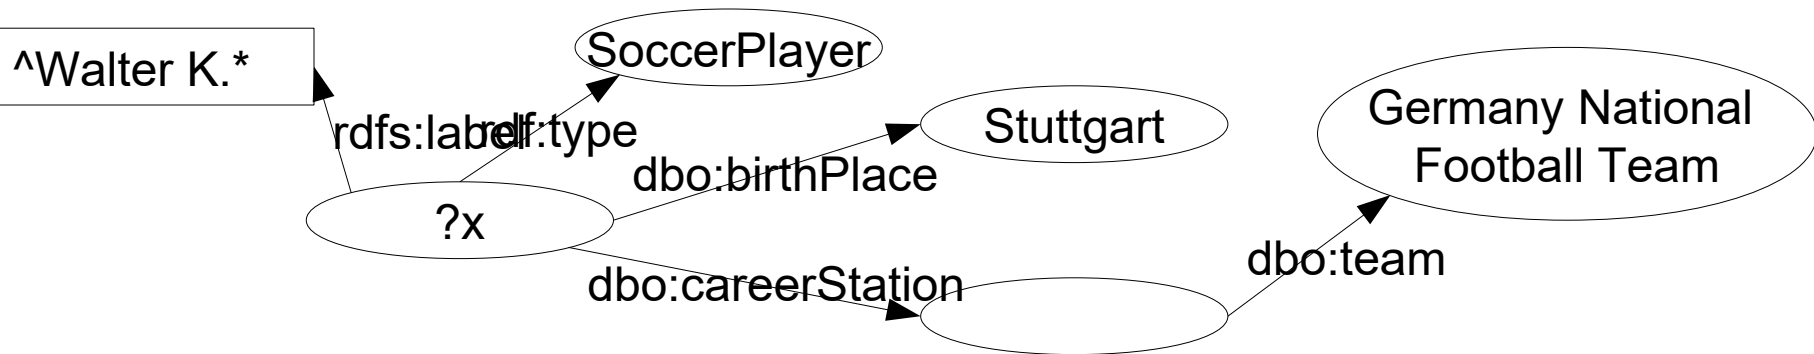 ^Walter K.*
SoccerPlayer
rdfs:label
rdf:type
dbo:birthPlace
Stuttgart
Germany National
Football Team
?x
dbo:careerStation
dbo:team